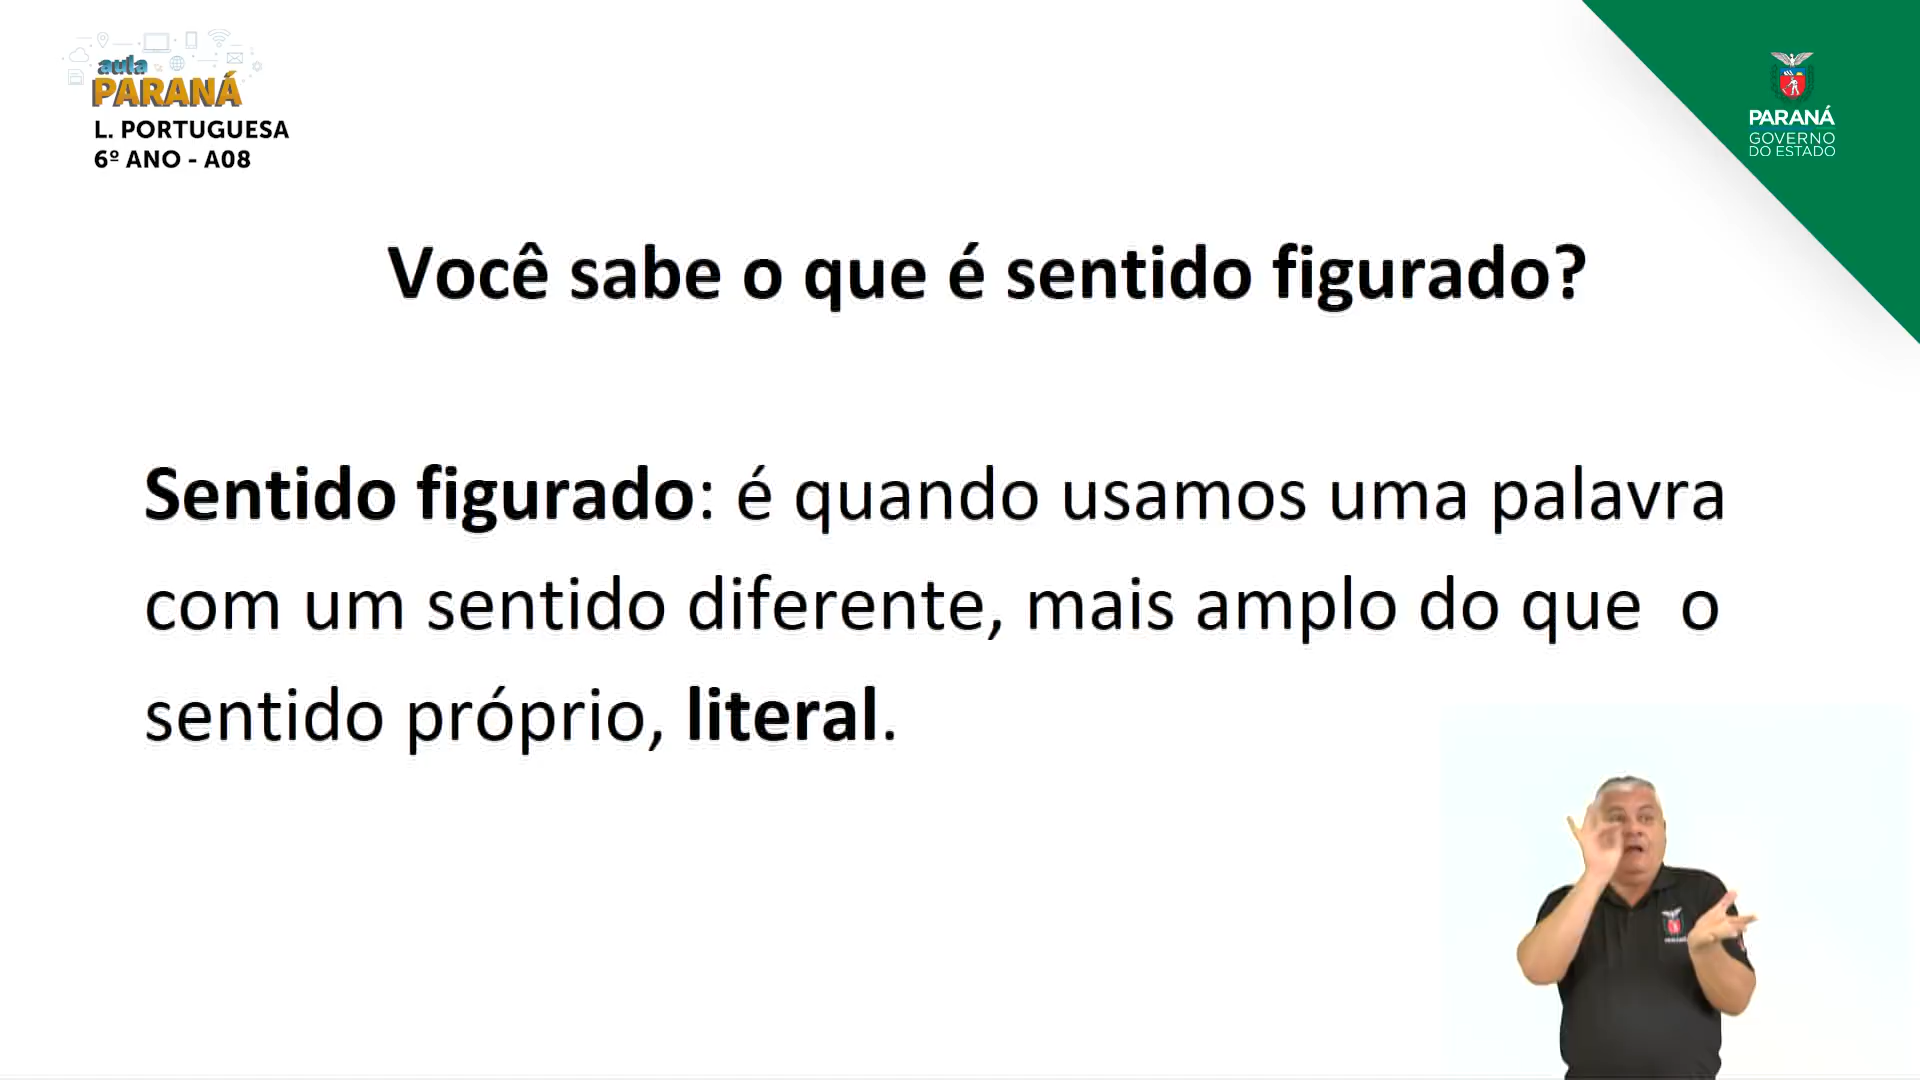 aula
PARANÁ
L. PORTUGUESA
6º ANO - A08
PARANÁ
GOVERNO
DO ESTADO
Você sabe o que é sentido figurado?
Sentido figurado: é quando usamos uma palavra
com um sentido diferente, mais amplo do que  o
sentido próprio, literal.